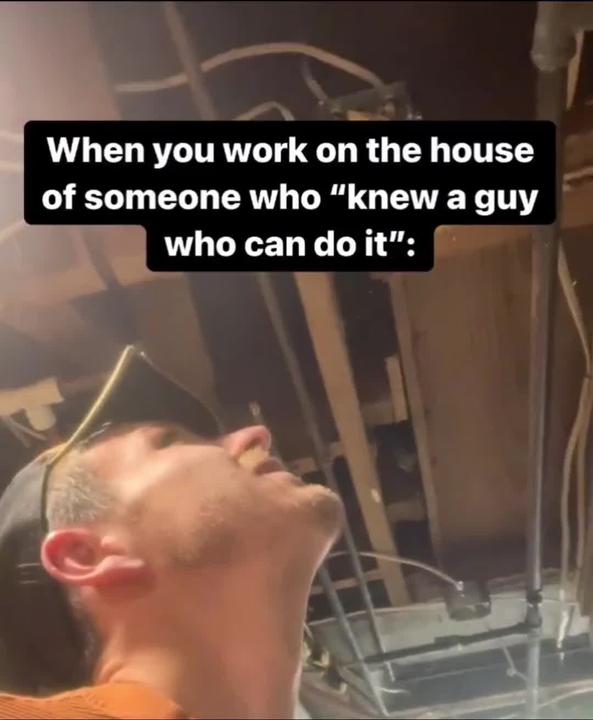 When you work on the house
of someone who “knew a guy
who can do it”: